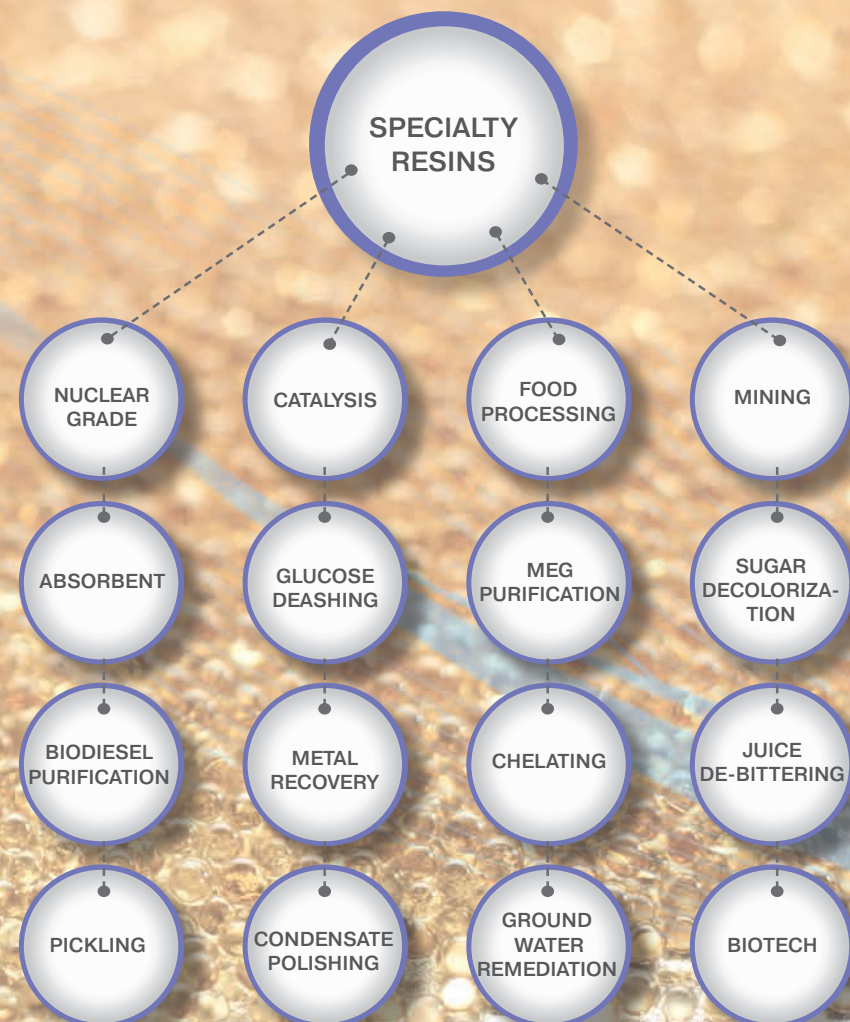 SPECIALTY
RESINS
NUCLEAR
GRADE
CATALYSIS
FOOD
PROCESSING
MINING
ABSORBENT
GLUCOSE
DEASHING
MEG
PURIFICATION
SUGAR
DECOLORIZA-
TION
BIODIESEL
PURIFICATION
METAL
RECOVERY
CHELATING
JUICE
DE-BITTERING
PICKLING
CONDENSATE
POLISHING
GROUND
WATER
REMEDIATION
BIOTECH